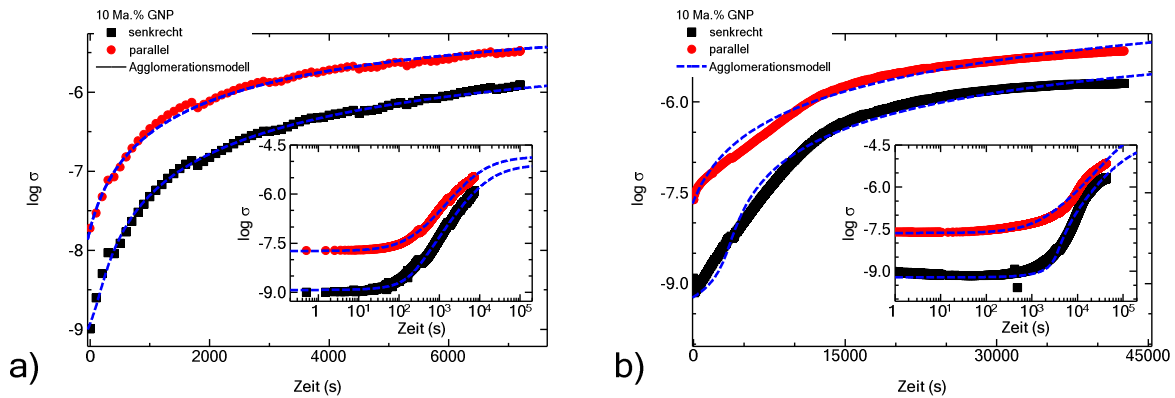 10 Ma.% GNP
senkrecht
parallel
Agglomerationsmodell
-6
-7
-8
-9
log σ
0
2000
4000
6000
Zeit (s)
-4.5
-6.0
-7.5
-9.0
log σ
1
10¹
10²
10³
10⁴
10⁵
Zeit (s)
a)
10 Ma.% GNP
senkrecht
parallel
Agglomerationsmodell
-6.0
-7.5
-9.0
log σ
0
15000
30000
45000
Zeit (s)
-4.5
-6.0
-7.5
-9.0
log σ
1
10¹
10²
10³
10⁴
10⁵
Zeit (s)
b)